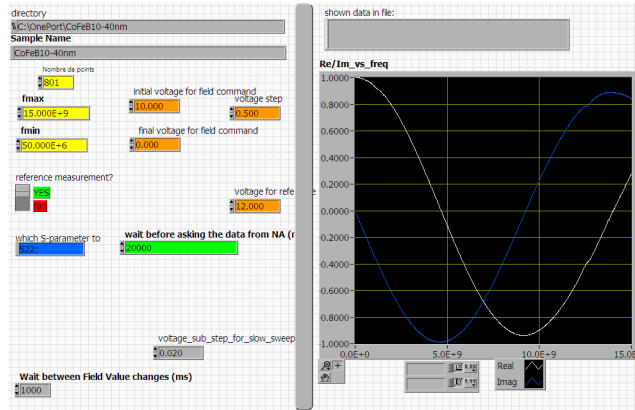 directory
C:\OnePort\CoFeB10-40nm
Sample Name
CoFeB10-40nm
Nombre de points
801
fmax
15.000E+9
initial voltage for field command
10.000
voltage step
0.500
fmin
50.000E+6
final voltage for field command
0.000
reference measurement?
YES
NO
voltage for refe e
12.000
which S-parameter to
S22;
wait before asking the data from NA (r
20000
voltage_sub_step_for_slow_sweep
0.020
Wait between Field Value changes (ms)
1000
shown data in file:
Re/Im_vs_freq
1.0000
0.8000
0.6000
0.4000
0.2000
0.0000
0.2000
0.4000
0.6000
0.8000
1.0000
0.0E+0
5.0E+9
10.0E+9
15.0E
Real
Imag